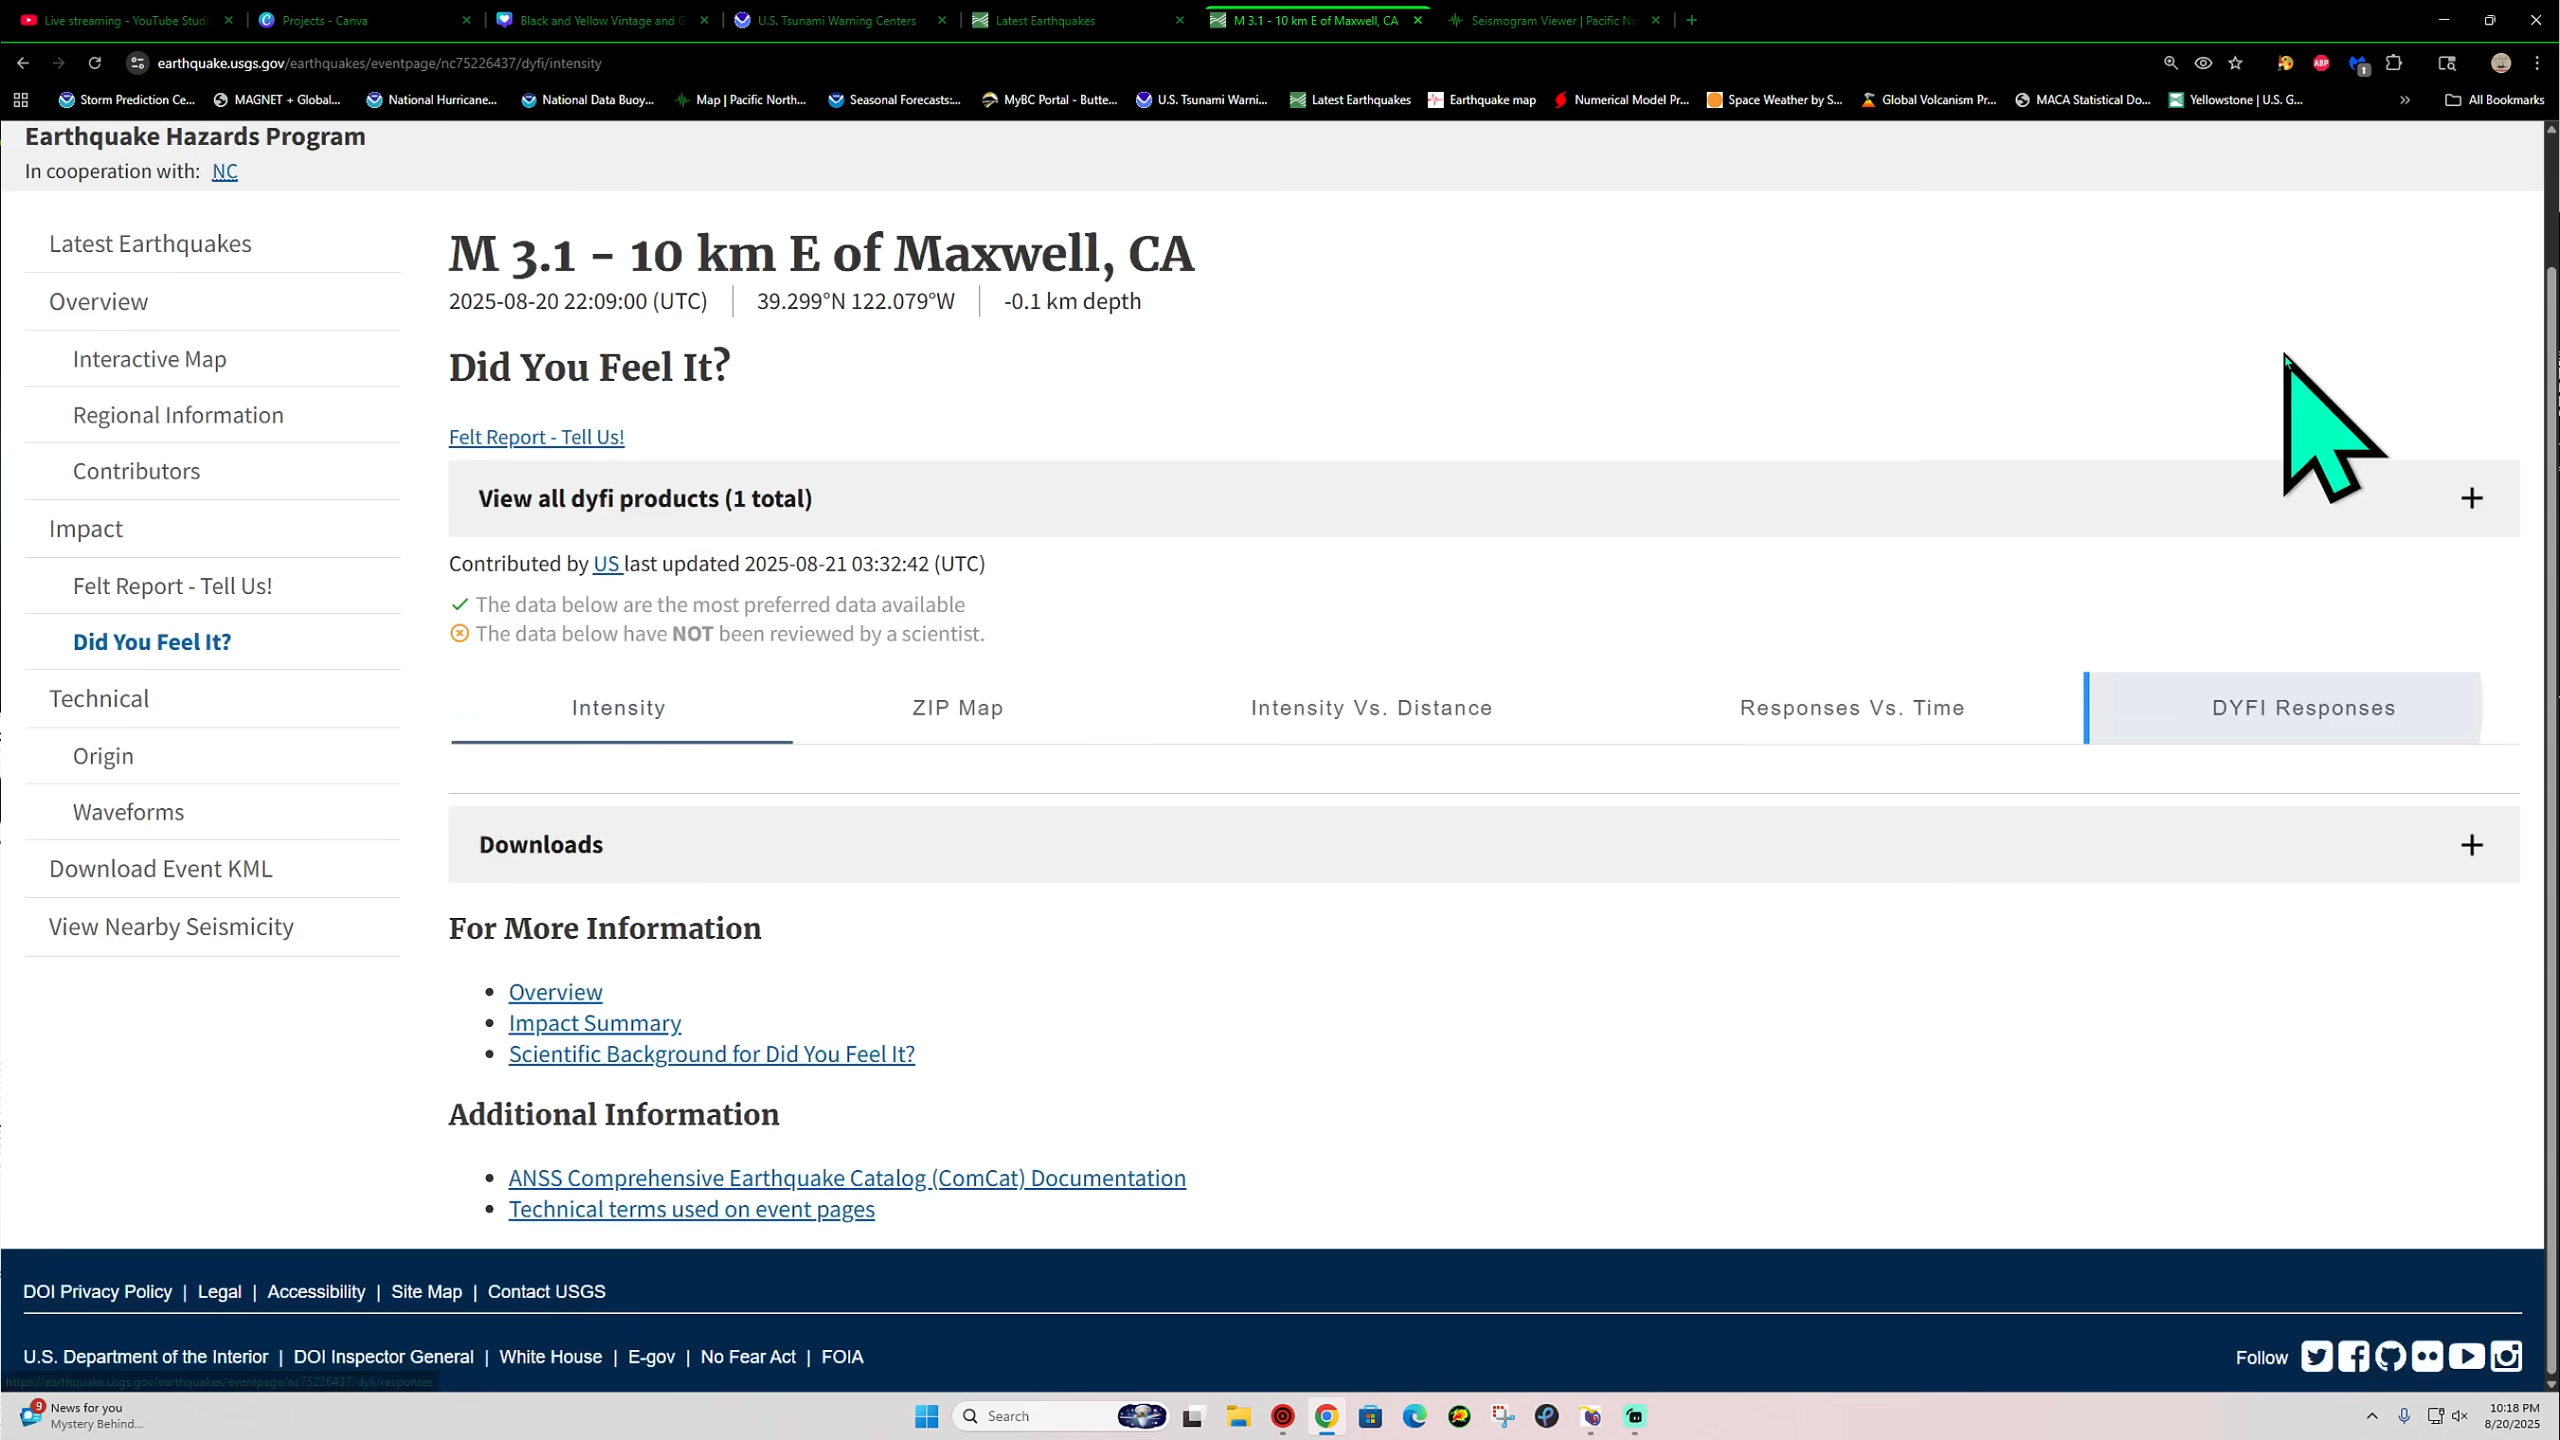 Live streaming - YouTube Studi
Projects - Canva
Black and Yellow Vintage and G
U.S. Tsunami Warning Centers
Latest Earthquakes
M 3.1 - 10 km E of Maxwell, CA
Seismogram Viewer | Pacific No
earthquake.usgs.gov/earthquakes/eventpage/nc75226437/dyfi/intensity
ABP
1
Storm Prediction Ce...
MAGNET + Global...
National Hurricane...
National Data Buoy...
Map | Pacific North...
Seasonal Forecasts:...
MyBC Portal - Butte...
U.S. Tsunami Warni...
Latest Earthquakes
Earthquake map
Numerical Model Pr...
Space Weather by S...
Global Volcanism Pr...
MACA Statistical Do...
Yellowstone | U.S. G...
All Bookmarks
Earthquake Hazards Program
In cooperation with: NC
Latest Earthquakes
Overview
Interactive Map
Regional Information
Contributors
Impact
Felt Report - Tell Us!
Did You Feel It?
Technical
Origin
Waveforms
Download Event KML
View Nearby Seismicity
M 3.1 - 10 km E of Maxwell, CA
2025-08-20 22:09:00 (UTC) | 39.299°N 122.079°W | -0.1 km depth
Did You Feel It?
Felt Report - Tell Us!
View all dyfi products (1 total)
Contributed by US last updated 2025-08-21 03:32:42 (UTC)
The data below are the most preferred data available
The data below have NOT been reviewed by a scientist.
Intensity
ZIP Map
Intensity Vs. Distance
Responses Vs. Time
DYFI Responses
Downloads
For More Information
Overview
Impact Summary
Scientific Background for Did You Feel It?
Additional Information
ANSS Comprehensive Earthquake Catalog (ComCat) Documentation
Technical terms used on event pages
DOI Privacy Policy | Legal | Accessibility | Site Map | Contact USGS
U.S. Department of the Interior | DOI Inspector General | White House | E-gov | No Fear Act | FOIA
Follow
https://earthquake.usgs.gov/earthquakes/eventpage/nc75226437/dyfi/responses
9
News for you
Mystery Behind...
Search
10:18 PM
8/20/2025